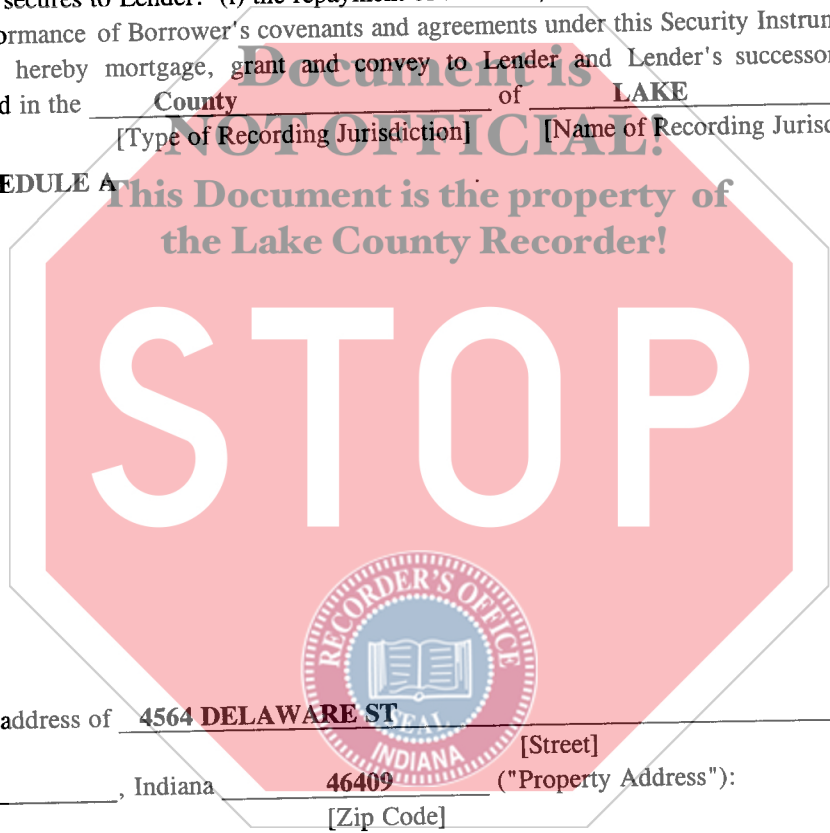 secures to Lender: (i) the repayment of
ormance of Borrower's covenants and agreements under this Security Instrum
hereby mortgage, grant and convey to Lender and Lender's successor
Document is
d in the County of LAKE
[Type of Recording Jurisdiction] [Name of Recording Jurisd
NOT OFFICIAL!
EDULE A
This Document is the property of
the Lake County Recorder!
STOP
RECORDER'S OFFICE
SEAL
INDIANA
address of 4564 DELAWARE ST
[Street]
, Indiana 46409 ("Property Address"):
[Zip Code]